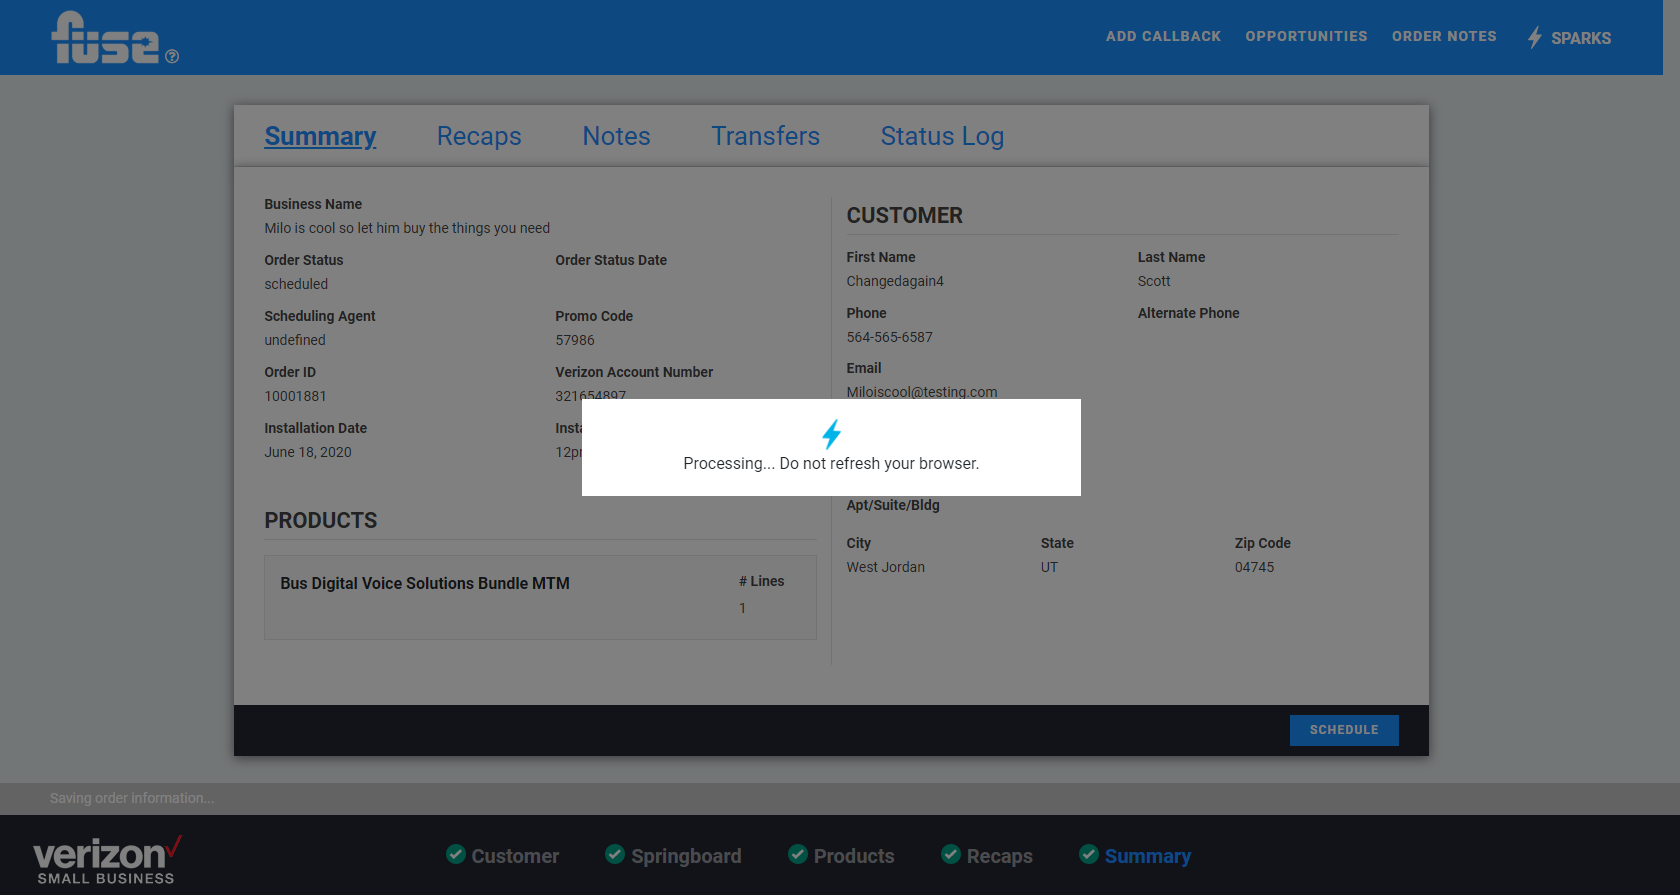 fuse
ADD CALLBACK
OPPORTUNITIES
ORDER NOTES
SPARKS
Summary
Recaps
Notes
Transfers
Status Log
Business Name
Milo is cool so let him buy the things you need
Order Status
Order Status Date
scheduled
Scheduling Agent
Promo Code
undefined
57986
Order ID
Verizon Account Number
10001881
321654897
Installation Date
June 18, 2020
PRODUCTS
Bus Digital Voice Solutions Bundle MTM
# Lines
1
CUSTOMER
First Name
Last Name
Changedagain4
Scott
Phone
Alternate Phone
564-565-6587
Email
Miloiscool@testing.com
Processing... Do not refresh your browser.
Apt/Suite/Bldg
City
State
Zip Code
West Jordan
UT
04745
SCHEDULE
Saving order information...
verizon
SMALL BUSINESS
Customer
Springboard
Products
Recaps
Summary